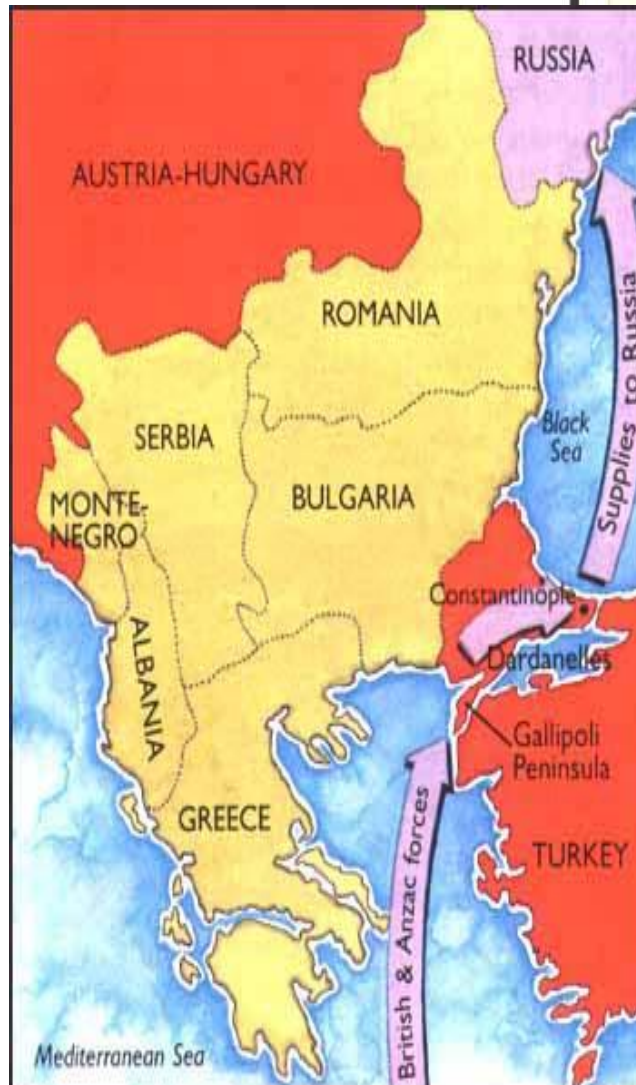 RUSSIA
AUSTRIA-HUNGARY
ROMANIA
Supplies to Russia
Black
Sea
SERBIA
BULGARIA
MONTE-
NEGRO
Constantinople
ALBANIA
Dardanelles
Gallipoli
Peninsula
GREECE
TURKEY
British & Anzac forces
Mediterranean Sea